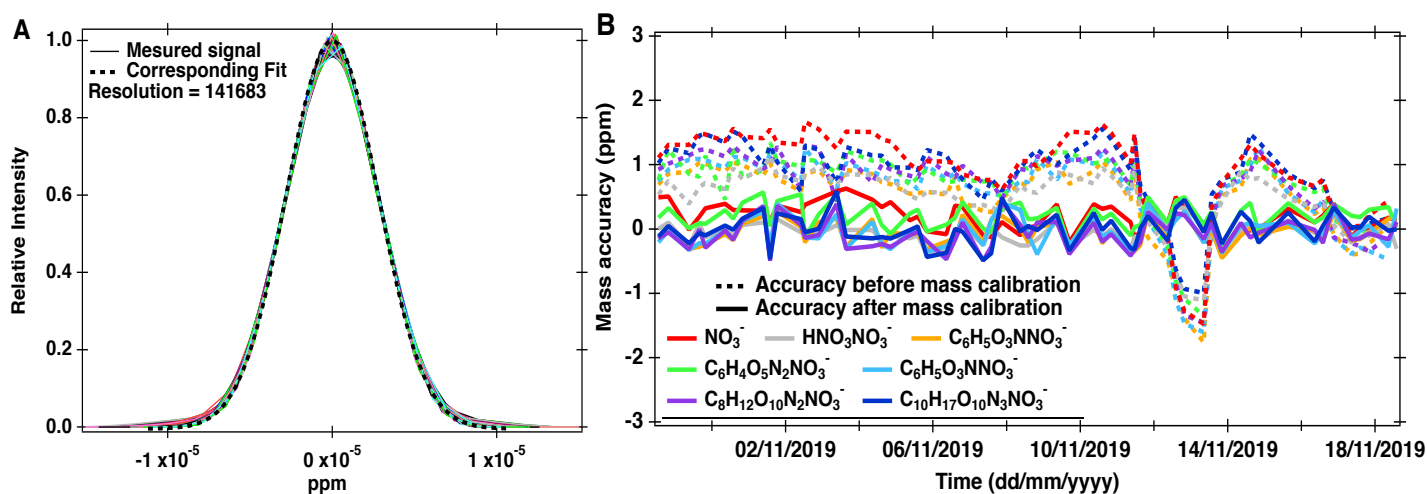 A
1.0
0.8
0.6
0.4
0.2
0.0
Relative Intensity
Mesured signal
Corresponding Fit
Resolution = 141683
-1 x10⁻⁵
0 x10⁻⁵
1 x10⁻⁵
ppm
B
3
2
1
0
-1
-2
-3
Mass accuracy (ppm)
Accuracy before mass calibration
Accuracy after mass calibration
NO₃⁻ HNO₃NO₃⁻ C₆H₅O₃NNO₃⁻
C₆H₄O₅N₂NO₃⁻ C₆H₅O₃NNO₃⁻
C₈H₁₂O₁₀N₂NO₃⁻ C₁₀H₁₇O₁₀N₃NO₃⁻
02/11/2019 06/11/2019 10/11/2019 14/11/2019 18/11/2019
Time (dd/mm/yyyy)